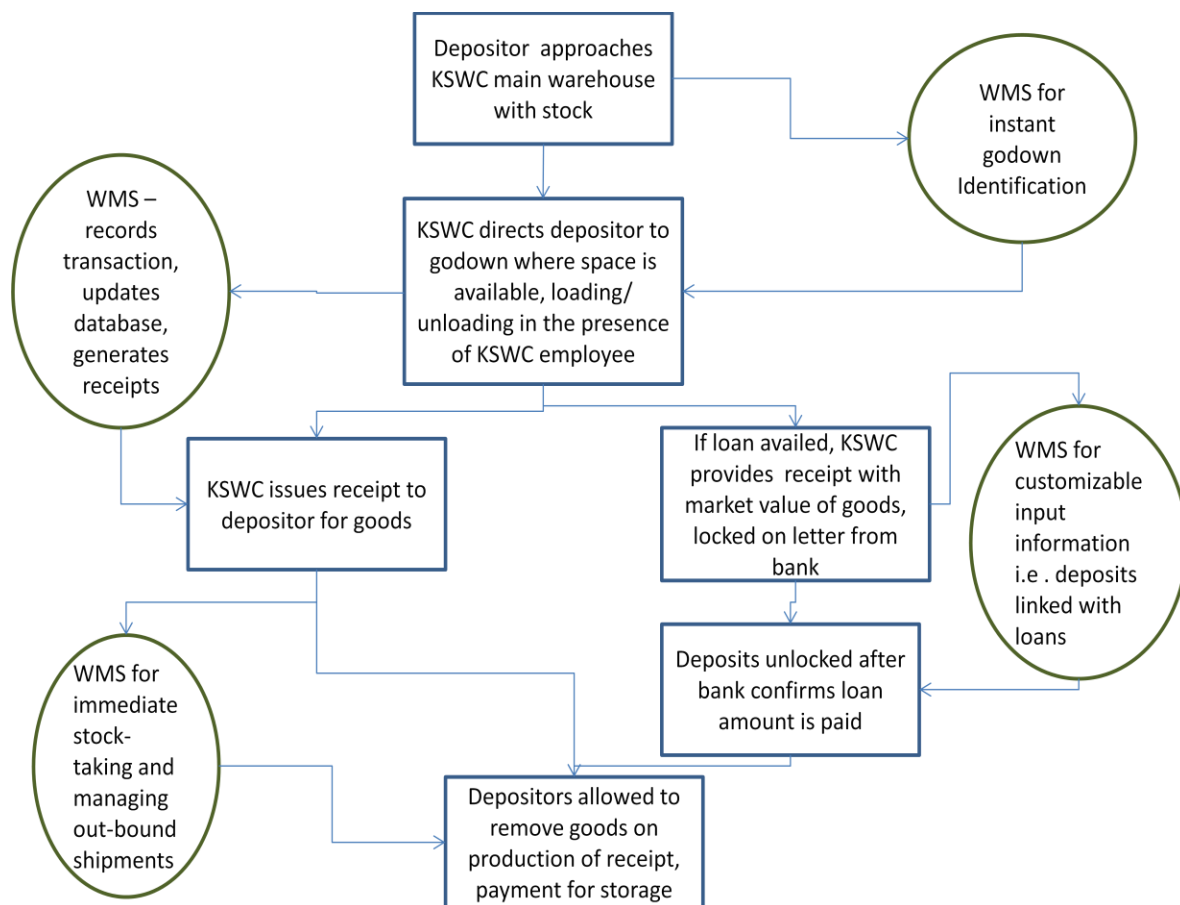 Depositor approaches
KSWC main warehouse
with stock
WMS for
instant
godown
Identification
WMS –
records
transaction,
updates
database,
generates
receipts
KSWC directs depositor to
godown where space is
available, loading/
unloading in the presence
of KSWC employee
KSWC issues receipt to
depositor for goods
If loan availed, KSWC
provides receipt with
market value of goods,
locked on letter from
bank
WMS for
customizable
input
information
i.e . deposits
linked with
loans
WMS for
immediate
stock-
taking and
managing
out-bound
shipments
Deposits unlocked after
bank confirms loan
amount is paid
Depositors allowed to
remove goods on
production of receipt,
payment for storage